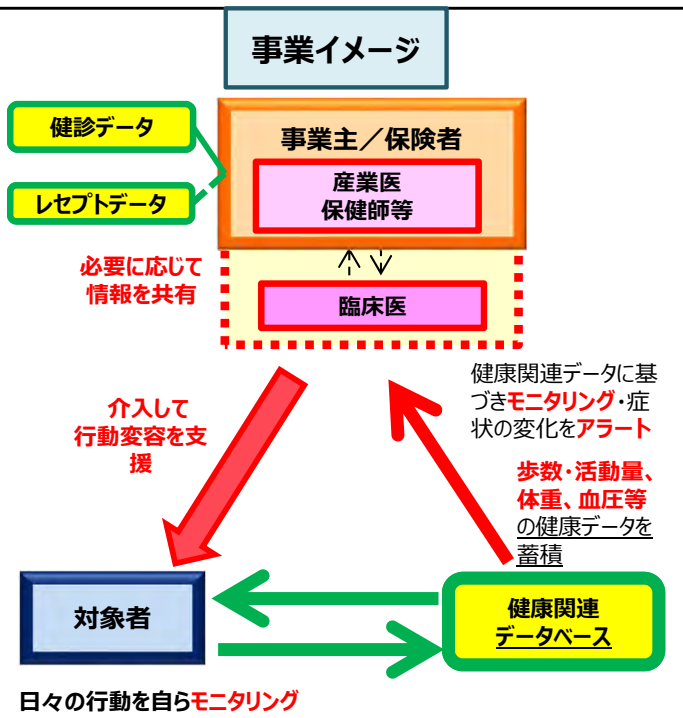 事業イメージ
健診データ
レセプトデータ
事業主／保険者
産業医
保健師等
必要に応じて
情報を共有
臨床医
介入して
行動変容を支
援
健康関連データに基
づきモニタリング・症
状の変化をアラート
歩数・活動量、
体重、血圧等
の健康データを
蓄積
対象者
健康関連
データベース
日々の行動を自らモニタリング